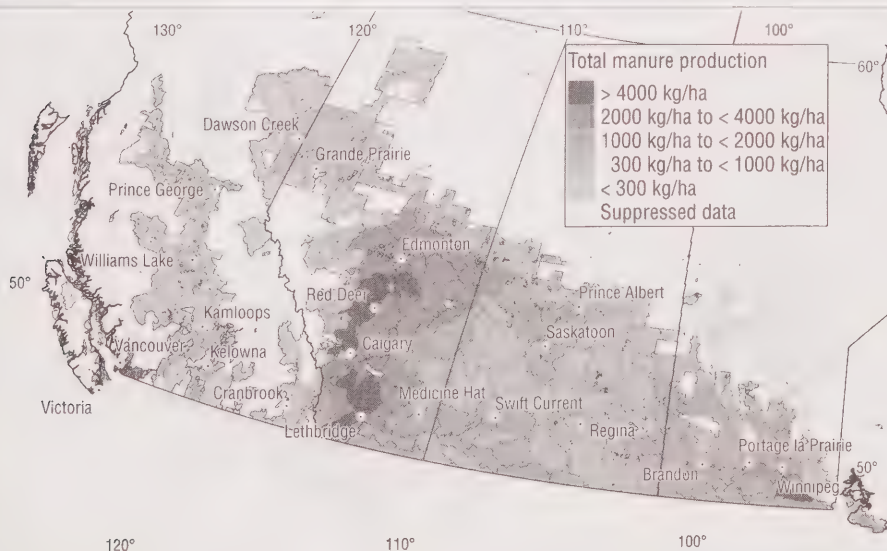 130°
120°
110°
100°
60°
Total manure production
> 4000 kg/ha
2000 kg/ha to < 4000 kg/ha
1000 kg/ha to < 2000 kg/ha
300 kg/ha to < 1000 kg/ha
< 300 kg/ha
Suppressed data
Dawson Creek
Grande Prairie
Prince George
Edmonton
Williams Lake
50°
Red Deer
Prince Albert
Kamloops
Saskatoon
Vancouver
Kelowna
Calgary
Cranbrook
Medicine Hat
Victoria
Swift Current
Lethbridge
Regina
Portage la Prairie
Brandon
Winnipeg
50°
120°
110°
100°